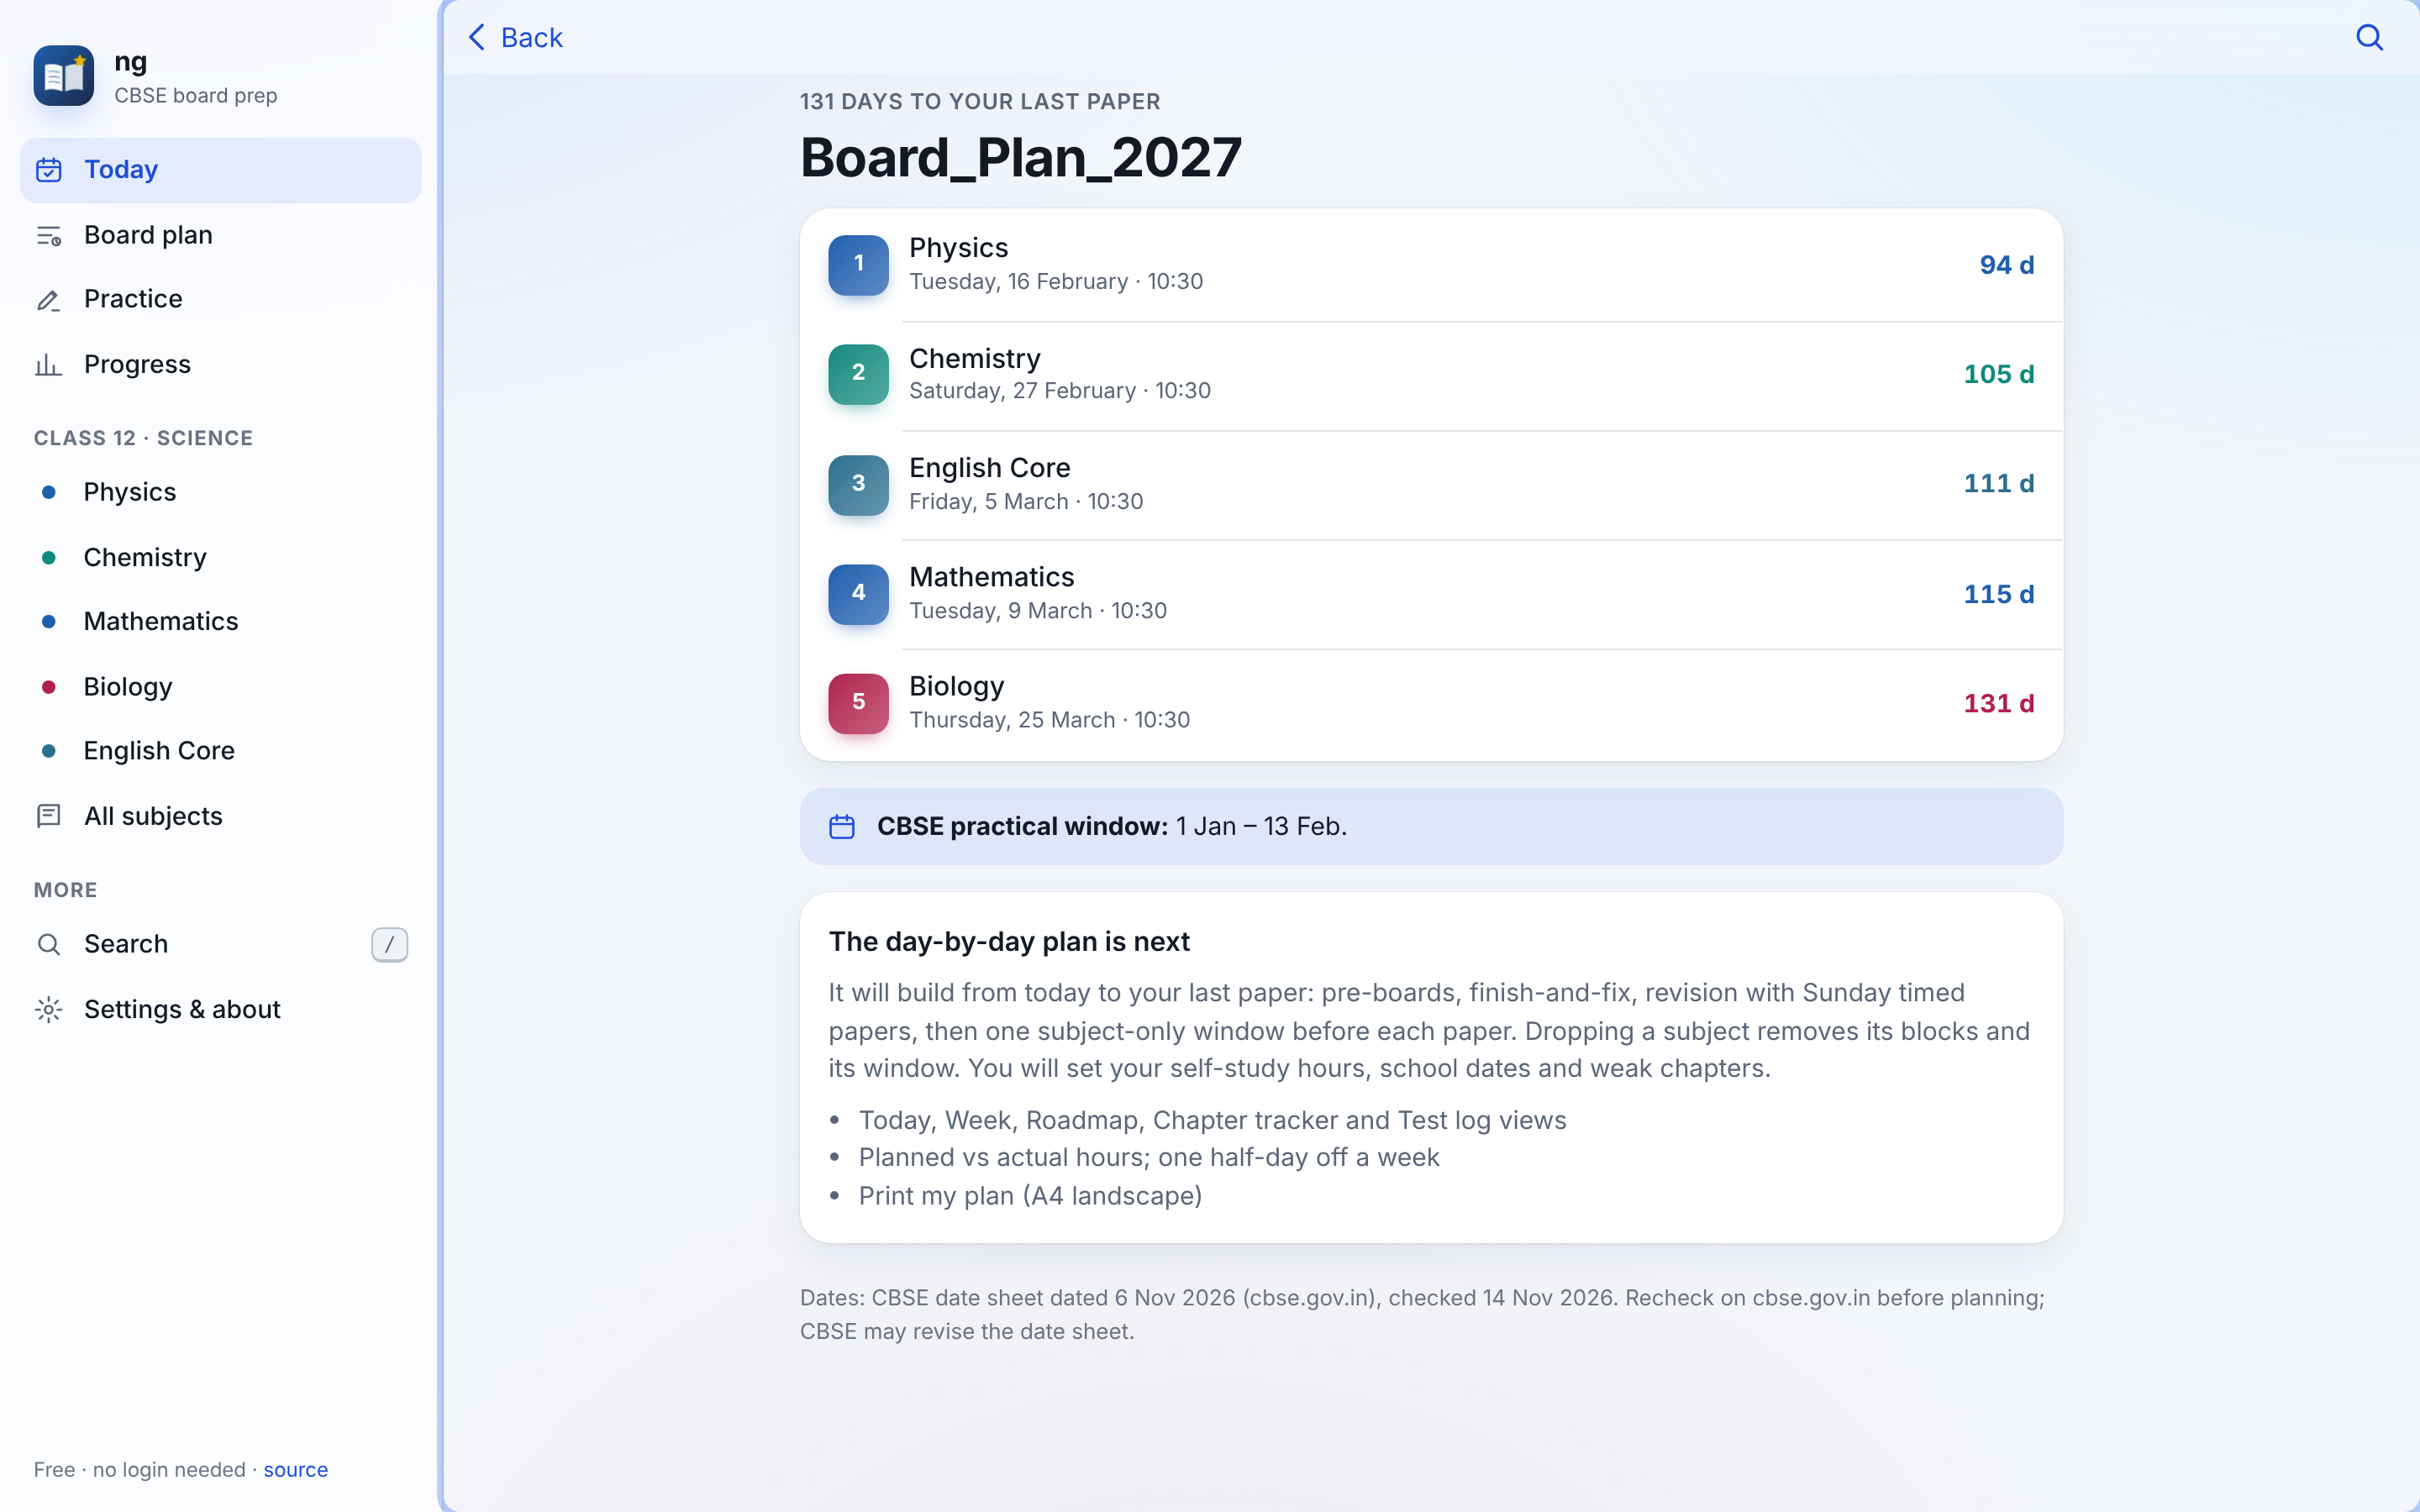 ng
CBSE board prep
Today
Board plan
Practice
Progress
CLASS 12 · SCIENCE
Physics
Chemistry
Mathematics
Biology
English Core
All subjects
MORE
Search /
Settings & about
Free · no login needed · source
Back
131 DAYS TO YOUR LAST PAPER
Board_Plan_2027
1 Physics 94 d
Tuesday, 16 February · 10:30
2 Chemistry 105 d
Saturday, 27 February · 10:30
3 English Core 111 d
Friday, 5 March · 10:30
4 Mathematics 115 d
Tuesday, 9 March · 10:30
5 Biology 131 d
Thursday, 25 March · 10:30
CBSE practical window: 1 Jan – 13 Feb.
The day-by-day plan is next
It will build from today to your last paper: pre-boards, finish-and-fix, revision with Sunday timed
papers, then one subject-only window before each paper. Dropping a subject removes its blocks and
its window. You will set your self-study hours, school dates and weak chapters.
• Today, Week, Roadmap, Chapter tracker and Test log views
• Planned vs actual hours; one half-day off a week
• Print my plan (A4 landscape)
Dates: CBSE date sheet dated 6 Nov 2026 (cbse.gov.in), checked 14 Nov 2026. Recheck on cbse.gov.in before planning;
CBSE may revise the date sheet.